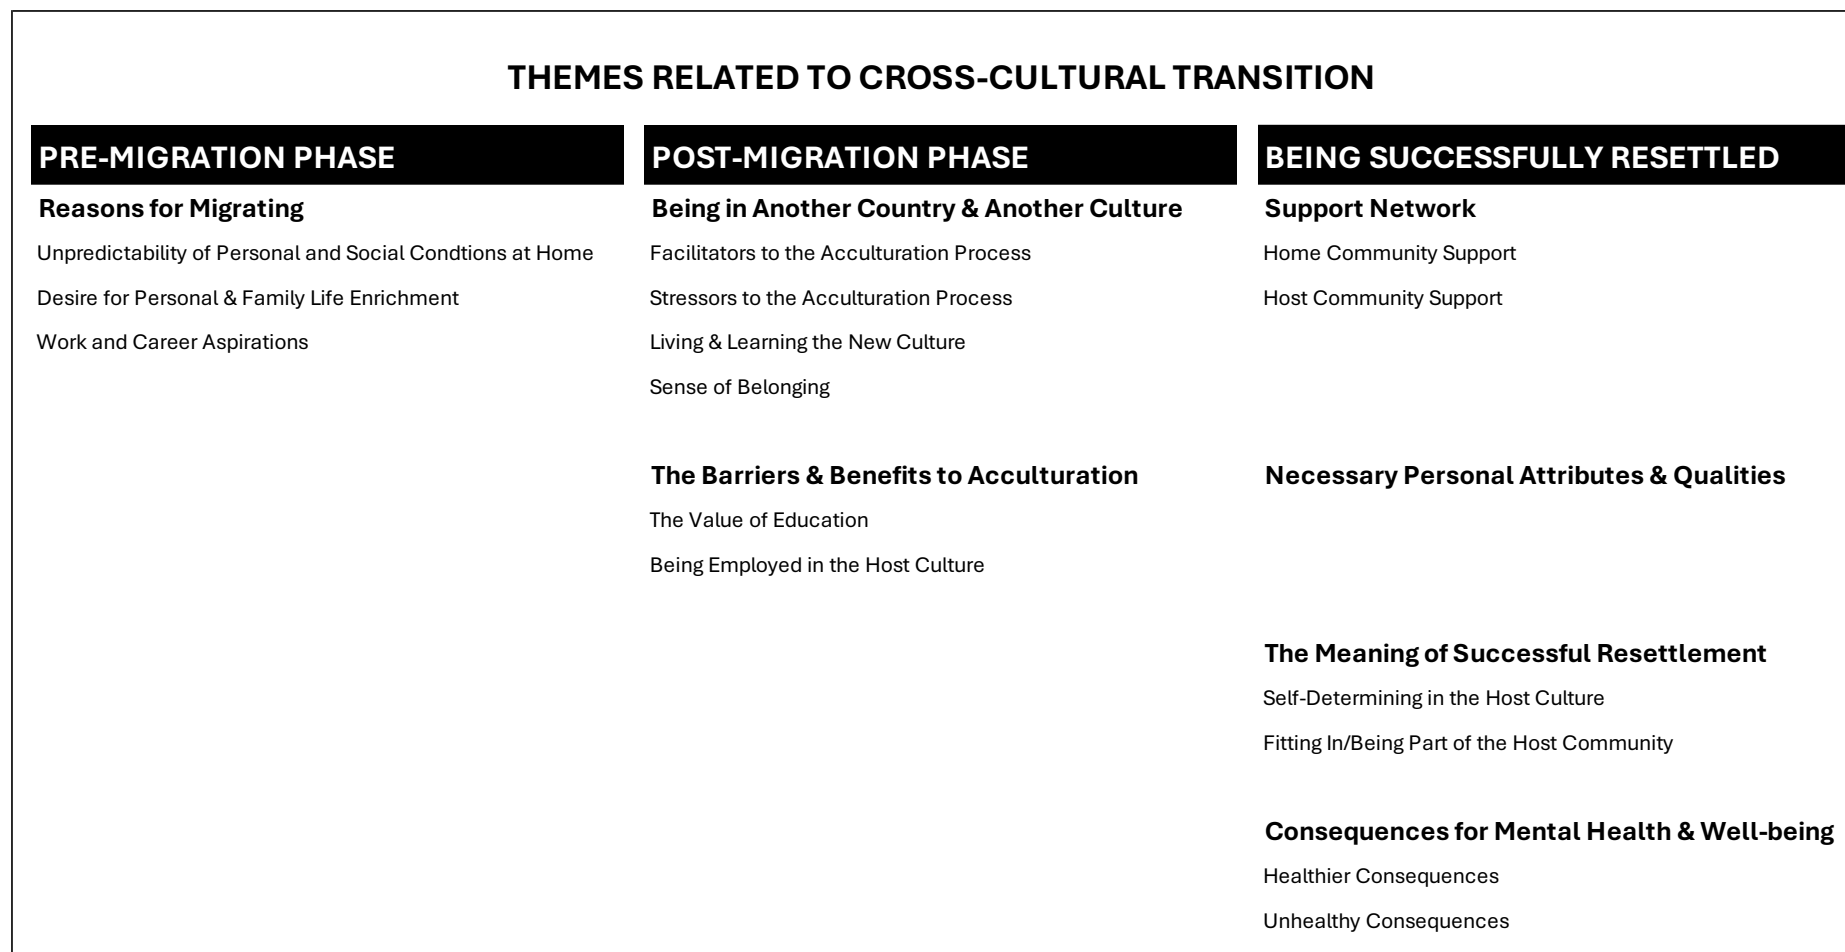 THEMES RELATED TO CROSS-CULTURAL TRANSITION
PRE-MIGRATION PHASE
Reasons for Migrating
Unpredictability of Personal and Social Condtions at Home
Desire for Personal & Family Life Enrichment
Work and Career Aspirations
POST-MIGRATION PHASE
Being in Another Country & Another Culture
Facilitators to the Acculturation Process
Stressors to the Acculturation Process
Living & Learning the New Culture
Sense of Belonging
The Barriers & Benefits to Acculturation
The Value of Education
Being Employed in the Host Culture
BEING SUCCESSFULLY RESETTLED
Support Network
Home Community Support
Host Community Support
Necessary Personal Attributes & Qualities
The Meaning of Successful Resettlement
Self-Determining in the Host Culture
Fitting In/Being Part of the Host Community
Consequences for Mental Health & Well-being
Healthier Consequences
Unhealthy Consequences